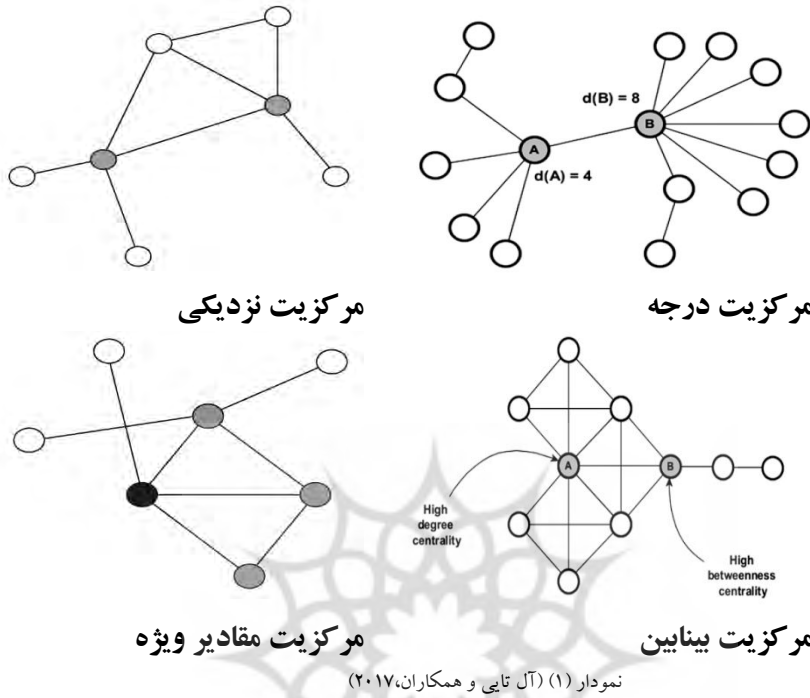 A
B
d(B) = 8
d(A) = 4
مرکزیت درجه
مرکزیت نزدیکی
A
B
High
degree
centrality
High
betweenness
centrality
مرکزیت بینابین
مرکزیت مقادیر ویژه
نمودار (۱) (آل تایی و همکاران،۲۰۱۷)